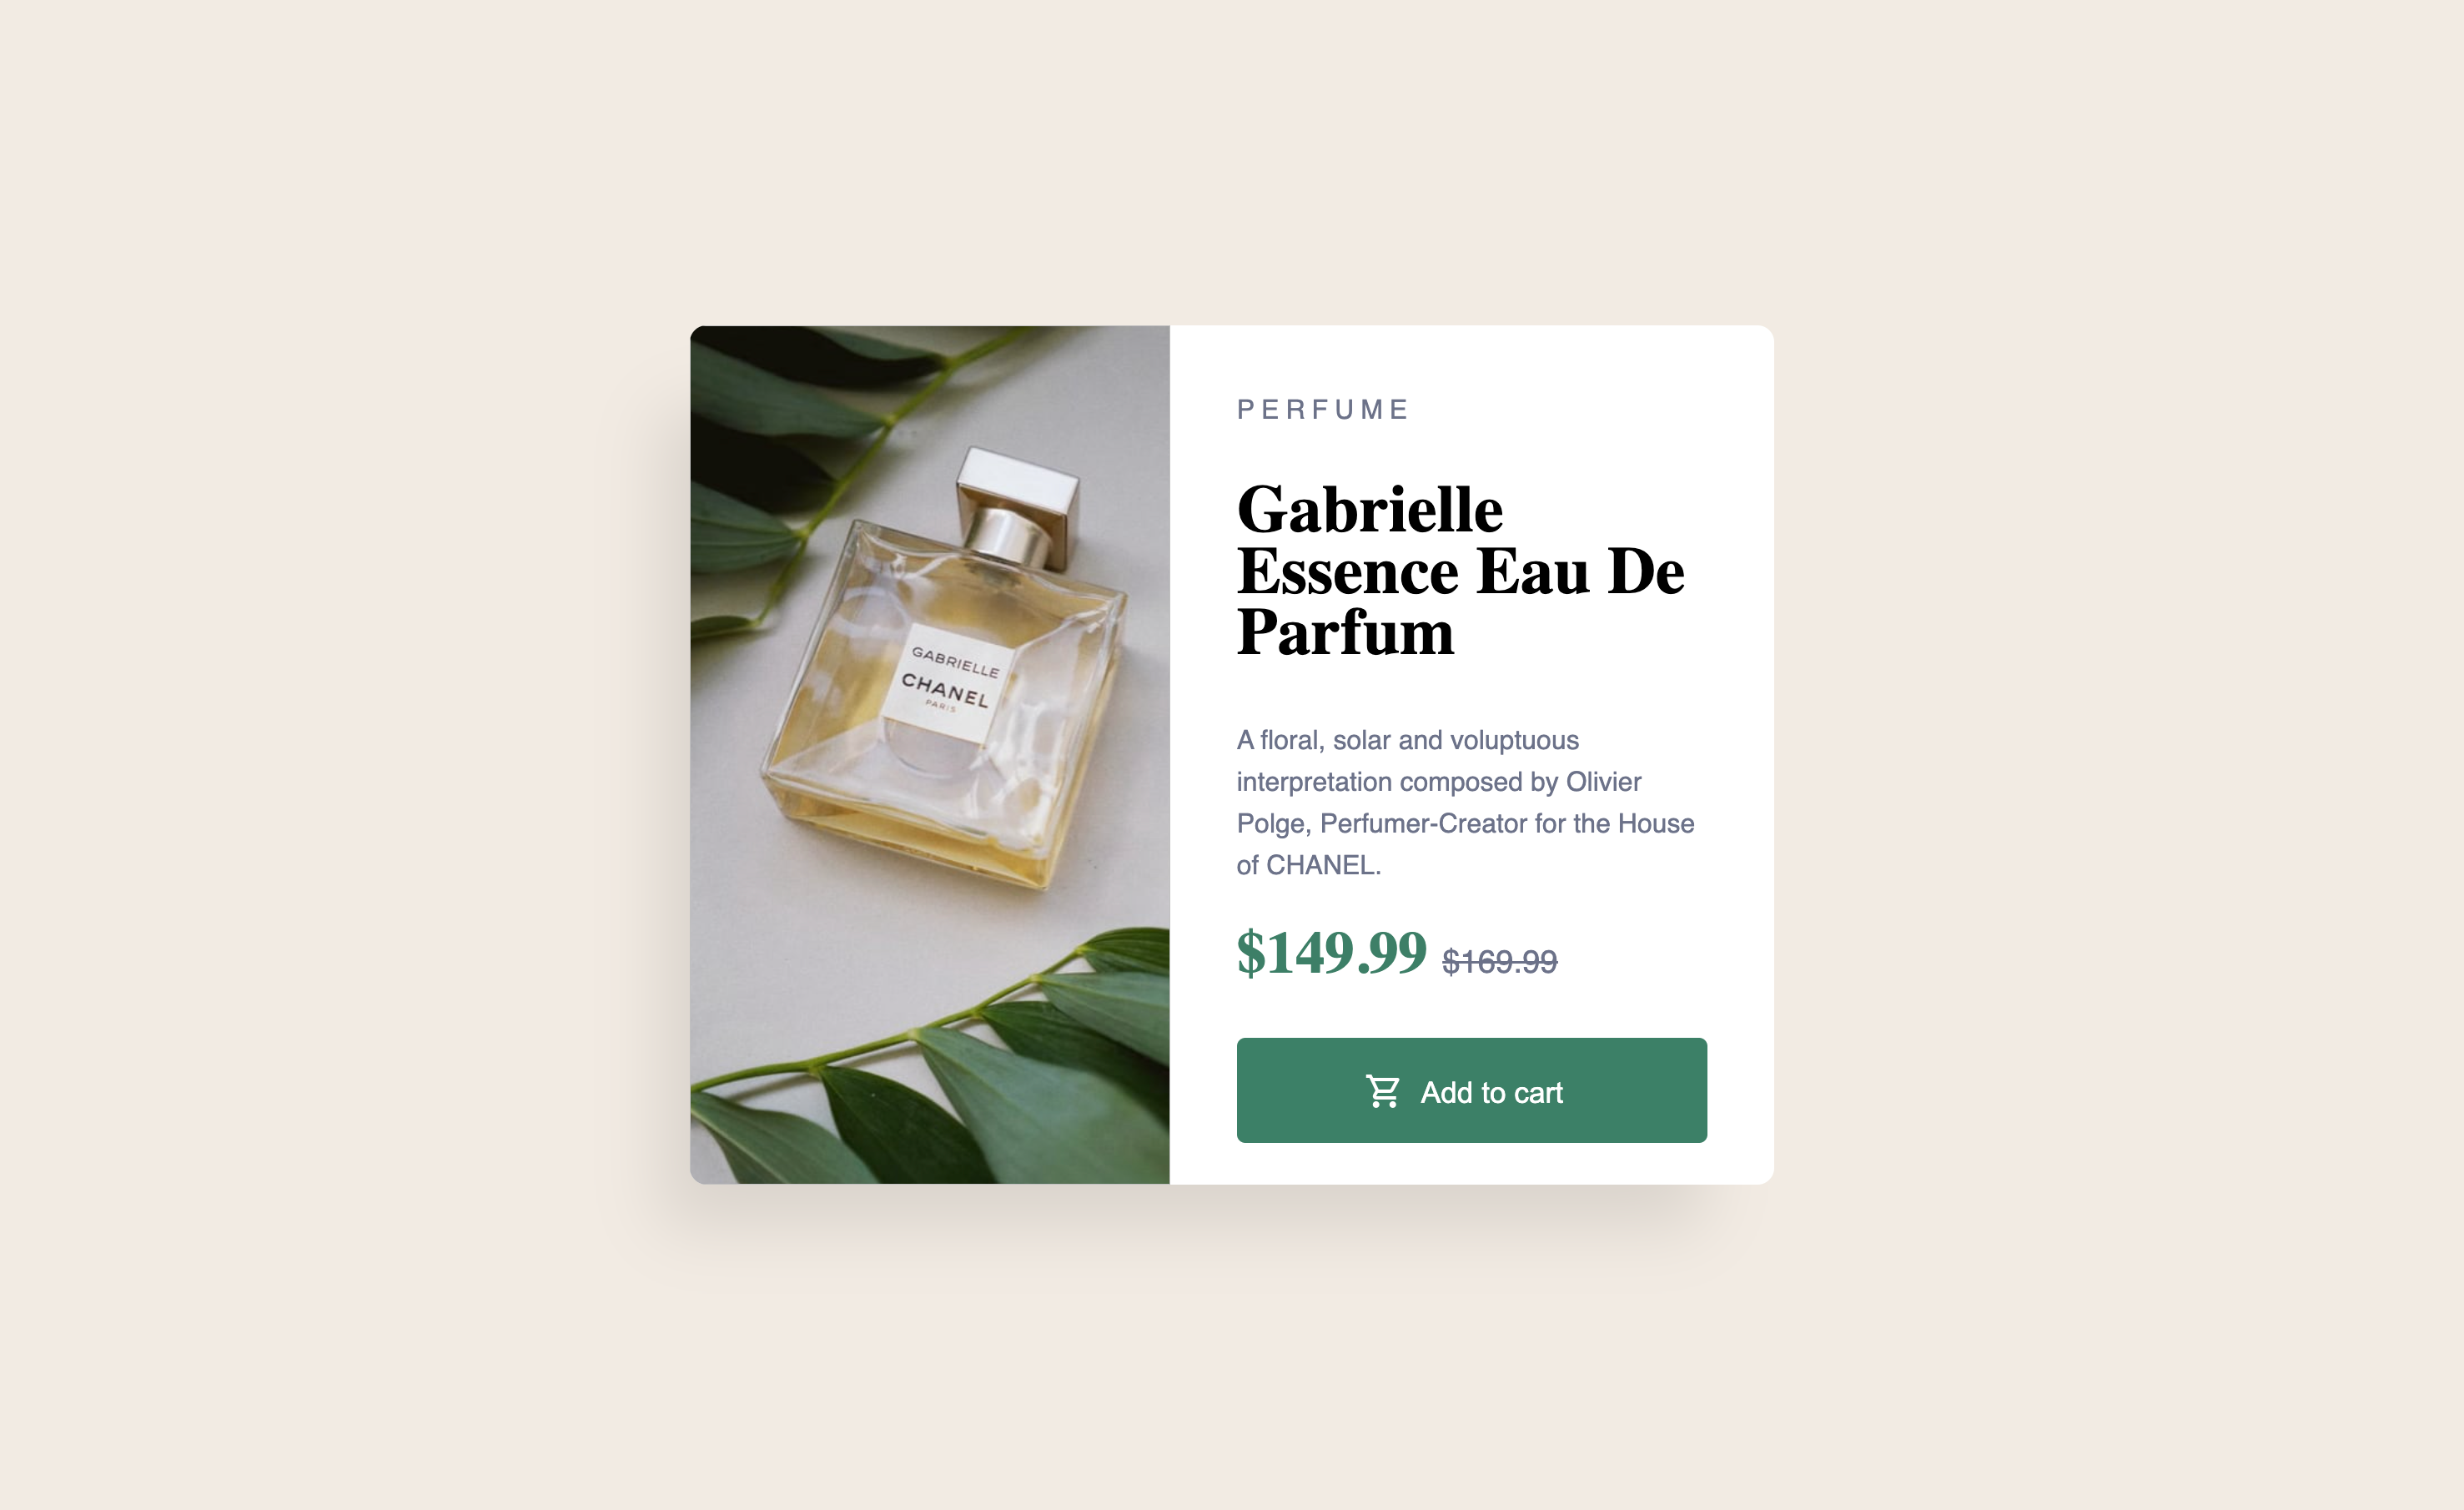 GABRIELLE
CHANEL
PARIS
PERFUME
Gabrielle
Essence Eau De
Parfum
A floral, solar and voluptuous
interpretation composed by Olivier
Polge, Perfumer-Creator for the House
of CHANEL.
$149.99 $169.99
Add to cart